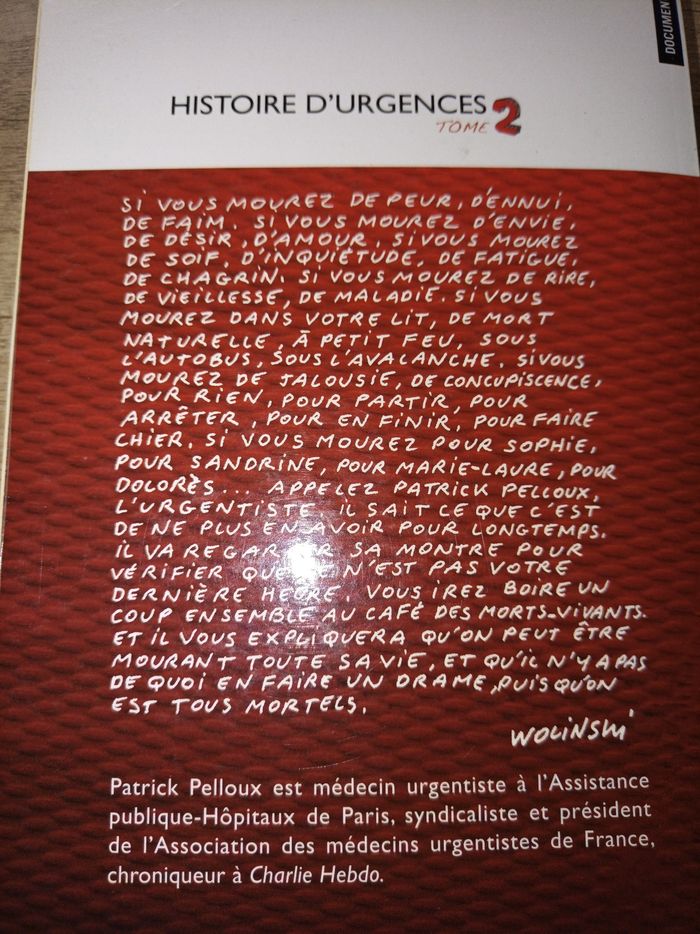 DOCUMEN
HISTOIRE D'URGENCES 2
TOME
SI VOUS MOUREZ DE PEUR, D'ENNUI,
DE FAIM. SI VOUS MOUREZ D'ENVIE,
DE DÉSIR, D'AMOUR, SI VOUS MOUREZ
DE SOIF, D'INQUIÉTUDE, DE FATIGUE,
DE CHAGRIN. SI VOUS MOUREZ DE RIRE,
DE VIEILLESSE, DE MALADIE. SI VOUS
MOUREZ DANS VOTRE LIT, DE MORT
NATURELLE, À PETIT FEU, SOUS
L'AUTOBUS, SOUS L'AVALANCHE. SI VOUS
MOUREZ DE JALOUSIE, DE CONCUPISCENCE,
POUR RIEN, POUR PARTIR, POUR
ARRÊTER, POUR EN FINIR, POUR FAIRE
CHIER. SI VOUS MOUREZ POUR SOPHIE,
POUR SANDRINE, POUR MARIE-LAURE, POUR
DOLORÈS... APPELEZ PATRICK PELLOUX,
L'URGENTISTE. IL SAIT CE QUE C'EST
DE NE PLUS EN AVOIR POUR LONGTEMPS.
IL VA REGARDER SA MONTRE POUR
VÉRIFIER QUE CE N'EST PAS VOTRE
DERNIÈRE HEURE. VOUS IREZ BOIRE UN
COUP ENSEMBLE AU CAFÉ DES MORTS-VIVANTS.
ET IL VOUS EXPLIQUERA QU'ON PEUT ÊTRE
MOURANT TOUTE SA VIE, ET QU'IL N'Y A PAS
DE QUOI EN FAIRE UN DRAME, PUIS QU'ON
EST TOUS MORTELS.
WOLINSKI
Patrick Pelloux est médecin urgentiste à l'Assistance
publique-Hôpitaux de Paris, syndicaliste et président
de l'Association des médecins urgentistes de France,
chroniqueur à Charlie Hebdo.